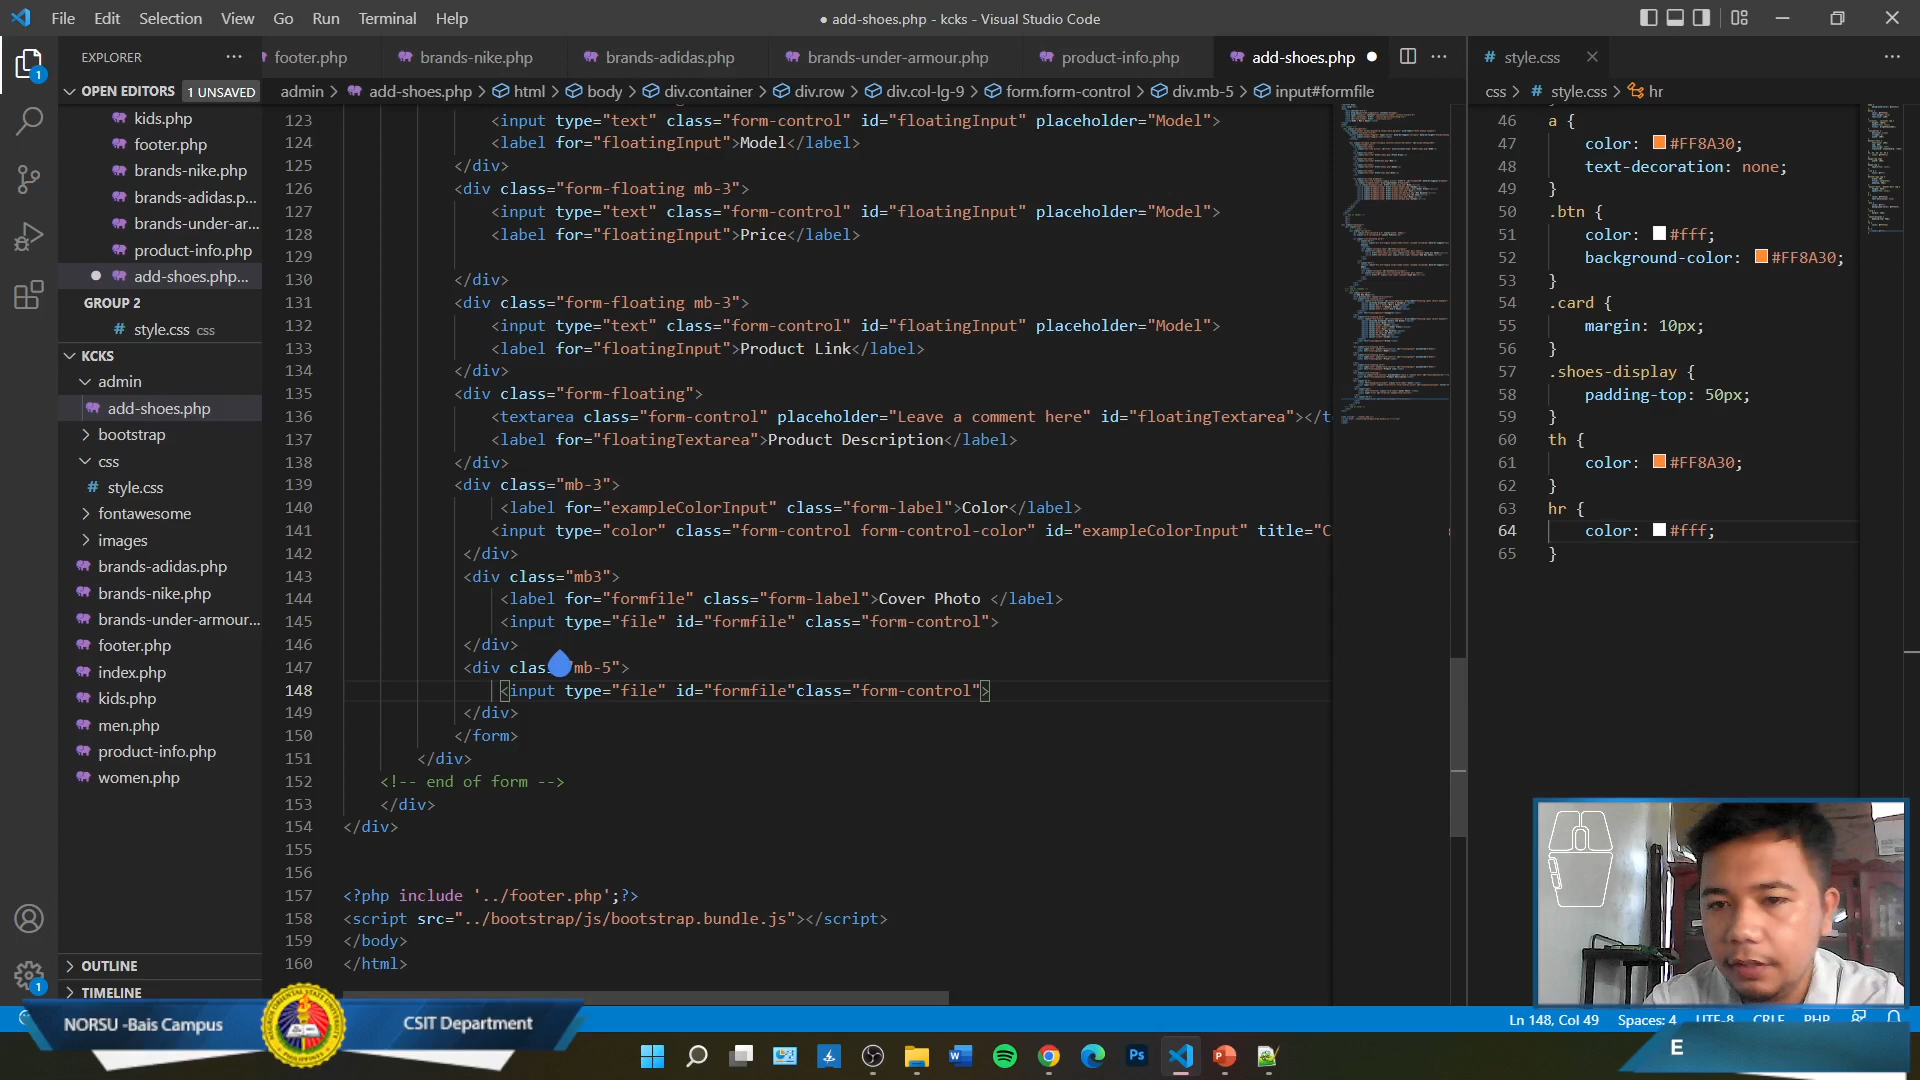 File Edit Selection View Go Run Terminal Help
● add-shoes.php - kcks - Visual Studio Code
EXPLORER
footer.php brands-nike.php brands-adidas.php brands-under-armour.php product-info.php add-shoes.php
style.css
OPEN EDITORS 1 UNSAVED
admin > add-shoes.php > html > body > div.container > div.row > div.col-lg-9 > form.form-control > div.mb-5 > input#formfile
css > # style.css > hr
kids.php
footer.php
brands-nike.php
brands-adidas.p...
brands-under-ar...
product-info.php
add-shoes.php...
GROUP 2
# style.css css
KCKS
admin
add-shoes.php
bootstrap
css
# style.css
fontawesome
images
brands-adidas.php
brands-nike.php
brands-under-armour...
footer.php
index.php
kids.php
men.php
product-info.php
women.php
OUTLINE
TIMELINE
123 <input type="text" class="form-control" id="floatingInput" placeholder="Model">
124 <label for="floatingInput">Model</label>
125 </div>
126 <div class="form-floating mb-3">
127 <input type="text" class="form-control" id="floatingInput" placeholder="Model">
128 <label for="floatingInput">Price</label>
129
130 </div>
131 <div class="form-floating mb-3">
132 <input type="text" class="form-control" id="floatingInput" placeholder="Model">
133 <label for="floatingInput">Product Link</label>
134 </div>
135 <div class="form-floating">
136 <textarea class="form-control" placeholder="Leave a comment here" id="floatingTextarea"></t
137 <label for="floatingTextarea">Product Description</label>
138 </div>
139 <div class="mb-3">
140 <label for="exampleColorInput" class="form-label">Color</label>
141 <input type="color" class="form-control form-control-color" id="exampleColorInput" title="C
142 </div>
143 <div class="mb3">
144 <label for="formfile" class="form-label">Cover Photo </label>
145 <input type="file" id="formfile" class="form-control">
146 </div>
147 <div clas mb-5">
148 <input type="file" id="formfile"class="form-control">
149 </div>
150 </form>
151 </div>
152 <!-- end of form -->
153 </div>
154 </div>
155
156
157 <?php include '../footer.php';?>
158 <script src="../bootstrap/js/bootstrap.bundle.js"></script>
159 </body>
160 </html>
46 a {
47 color: #FF8A30;
48 text-decoration: none;
49 }
50 .btn {
51 color: #fff;
52 background-color: #FF8A30;
53 }
54 .card {
55 margin: 10px;
56 }
57 .shoes-display {
58 padding-top: 50px;
59 }
60 th {
61 color: #FF8A30;
62 }
63 hr {
64 color: #fff;
65 }
Ln 148, Col 49 Spaces: 4 UTF-8 CRLF PHP
NORSU -Bais Campus
CSIT Department
E